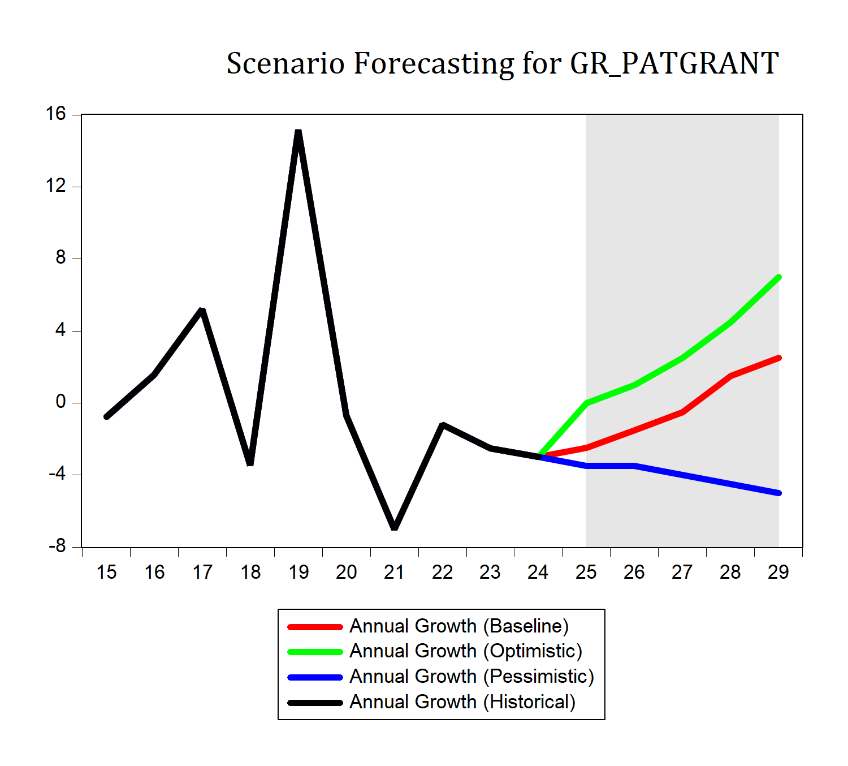 Scenario Forecasting for GR_PATGRANT
16
12
8
4
0
-4
-8
15 16 17 18 19 20 21 22 23 24 25 26 27 28 29
Annual Growth (Baseline)
Annual Growth (Optimistic)
Annual Growth (Pessimistic)
Annual Growth (Historical)